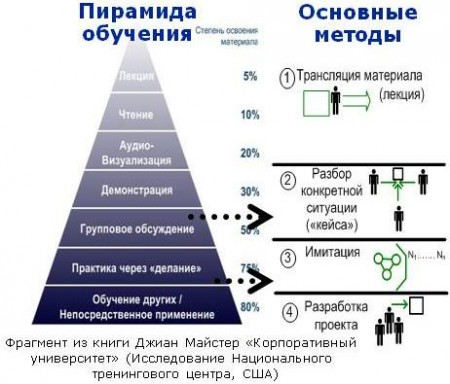 Пирамида
обучения
Степень освоения
материала
Лекция
5%
Чтение
10%
Аудио-
Визуализация
20%
Демонстрация
30%
Групповое обсуждение
50%
Практика через «делание»
75%
Обучение других /
Непосредственное применение
80%
Основные
методы
1 Трансляция материала
(лекция)
2 Разбор
конкретной
ситуации
(«кейса»)
3 Имитация
N1........ Nn
4 Разработка
проекта
Фрагмент из книги Джиан Майстер «Корпоративный
университет» (Исследование Национального
тренингового центра, США)